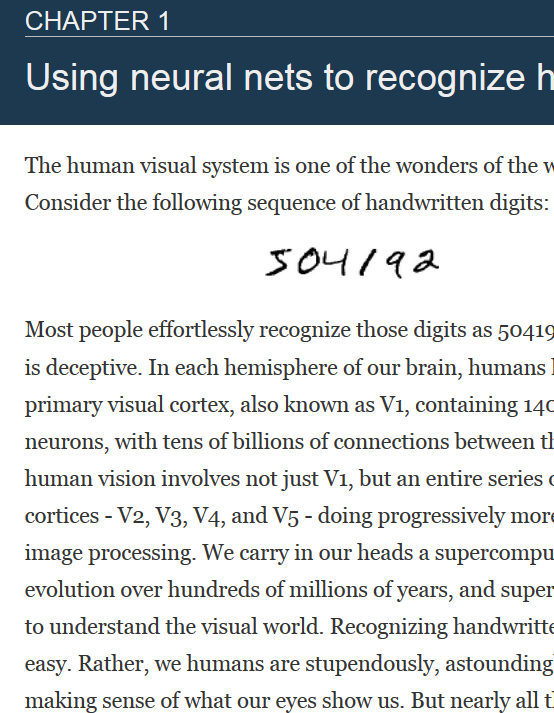 CHAPTER 1
Using neural nets to recognize h
The human visual system is one of the wonders of the w
Consider the following sequence of handwritten digits:
504192
Most people effortlessly recognize those digits as 50419
is deceptive. In each hemisphere of our brain, humans h
primary visual cortex, also known as V1, containing 140
neurons, with tens of billions of connections between th
human vision involves not just V1, but an entire series o
cortices - V2, V3, V4, and V5 - doing progressively more
image processing. We carry in our heads a supercompu
evolution over hundreds of millions of years, and super
to understand the visual world. Recognizing handwritte
easy. Rather, we humans are stupendously, astounding
making sense of what our eyes show us. But nearly all t